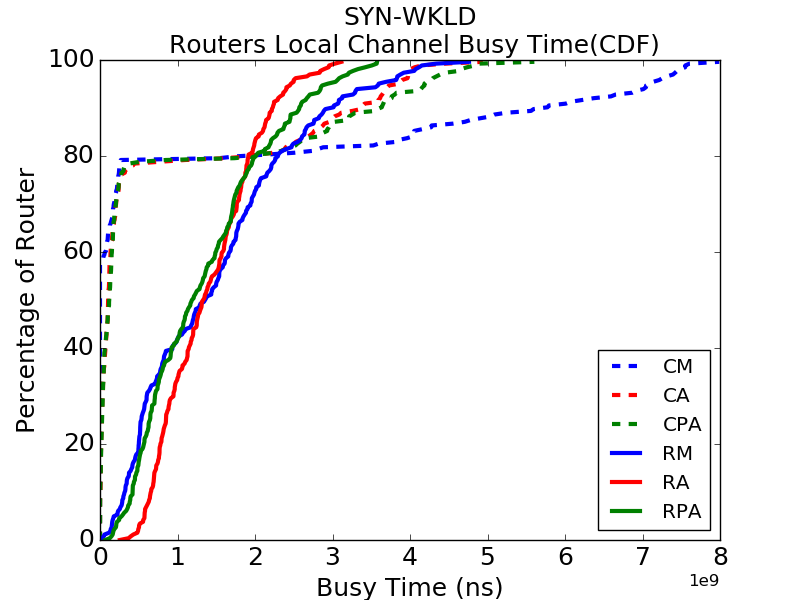 SYN-WKLD
Routers Local Channel Busy Time(CDF)
Percentage of Router
100
80
60
40
20
0
0 1 2 3 4 5 6 7 8
1e9
Busy Time (ns)
CM
CA
CPA
RM
RA
RPA